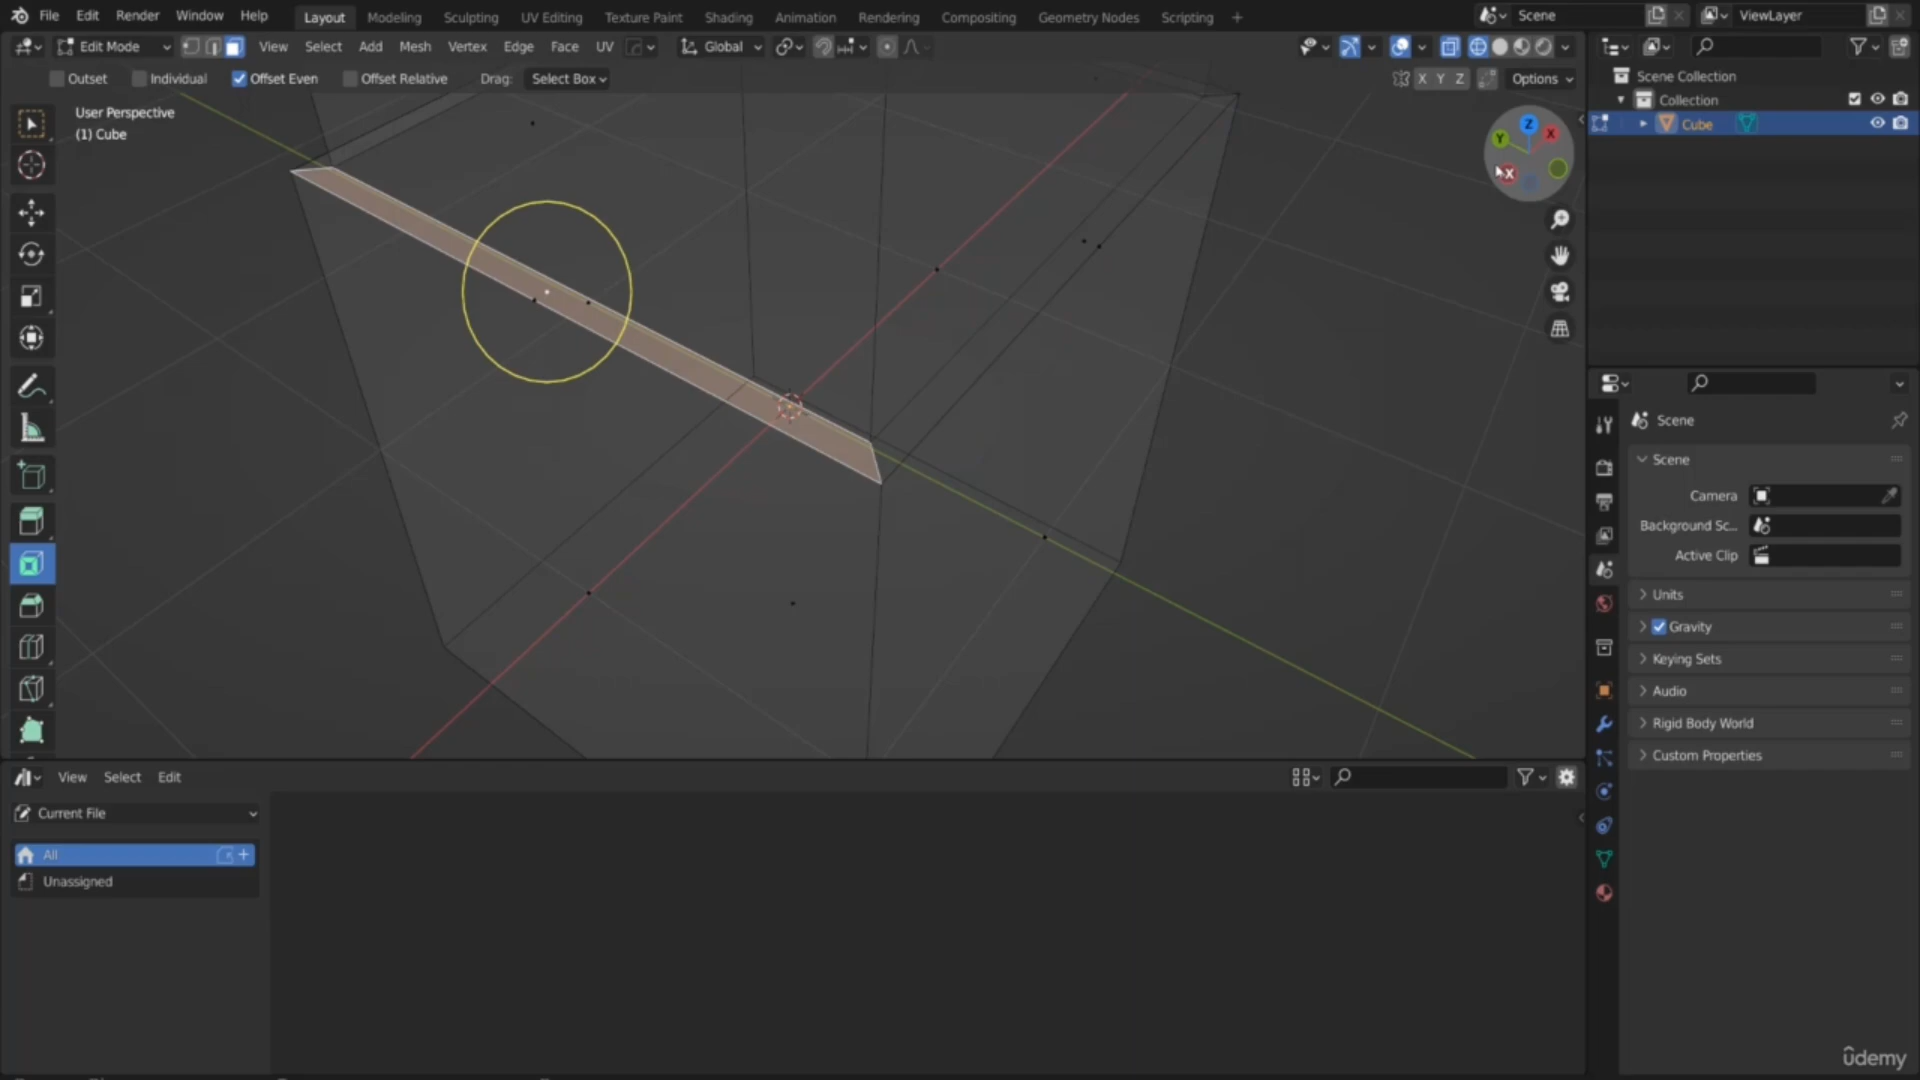 File Edit Render Window Help Layout Modeling Sculpting UV Editing Texture Paint Shading Animation Rendering Compositing Geometry Nodes Scripting + Scene ViewLayer
Edit Mode View Select Add Mesh Vertex Edge Face UV Global
Outset Individual Offset Even Offset Relative Drag: Select Box X Y Z Options
User Perspective
(1) Cube
Z
Y
X
X
Scene Collection
Collection
Cube
Scene
Scene
Camera
Background Sc...
Active Clip
Units
Gravity
Keying Sets
Audio
Rigid Body World
Custom Properties
View Select Edit
Current File
All
Unassigned
ûdemy